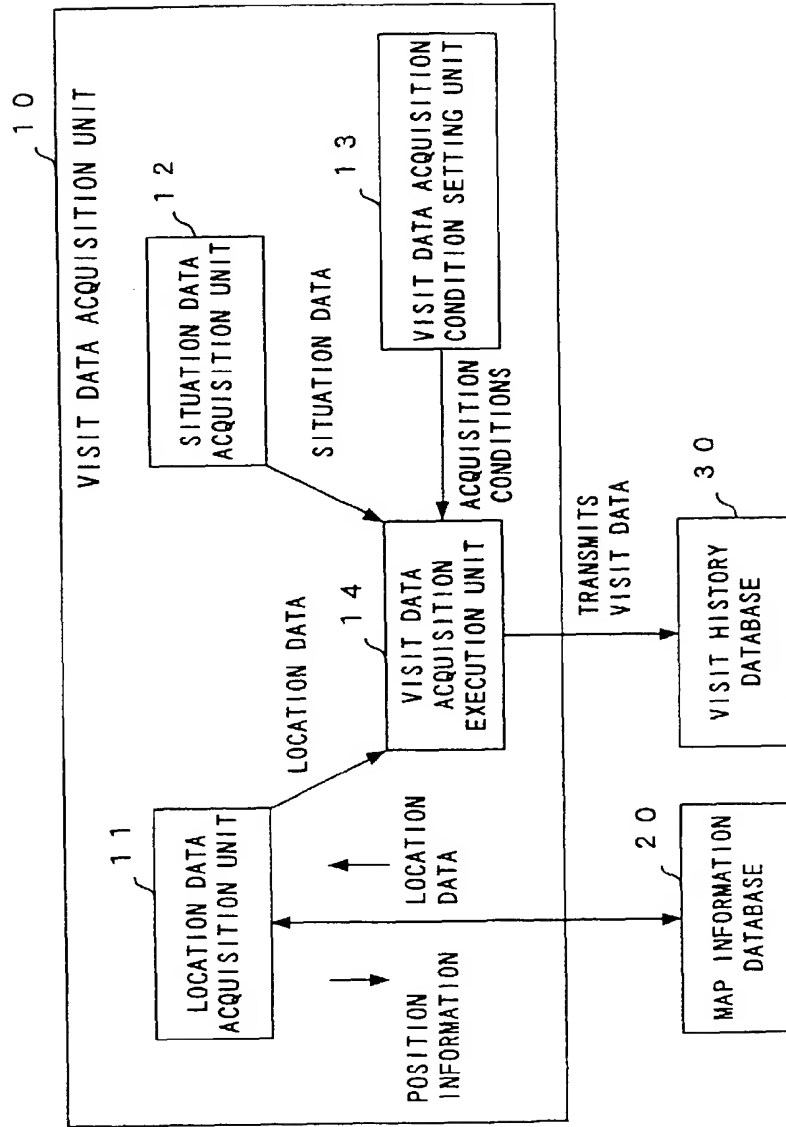 10
VISIT DATA ACQUISITION UNIT
11
LOCATION DATA
ACQUISITION UNIT
12
SITUATION DATA
ACQUISITION UNIT
LOCATION DATA
SITUATION DATA
POSITION
INFORMATION
LOCATION
DATA
14
VISIT DATA
ACQUISITION
EXECUTION UNIT
ACQUISITION
CONDITIONS
13
VISIT DATA ACQUISITION
CONDITION SETTING UNIT
TRANSMITS
VISIT DATA
20
MAP INFORMATION
DATABASE
30
VISIT HISTORY
DATABASE